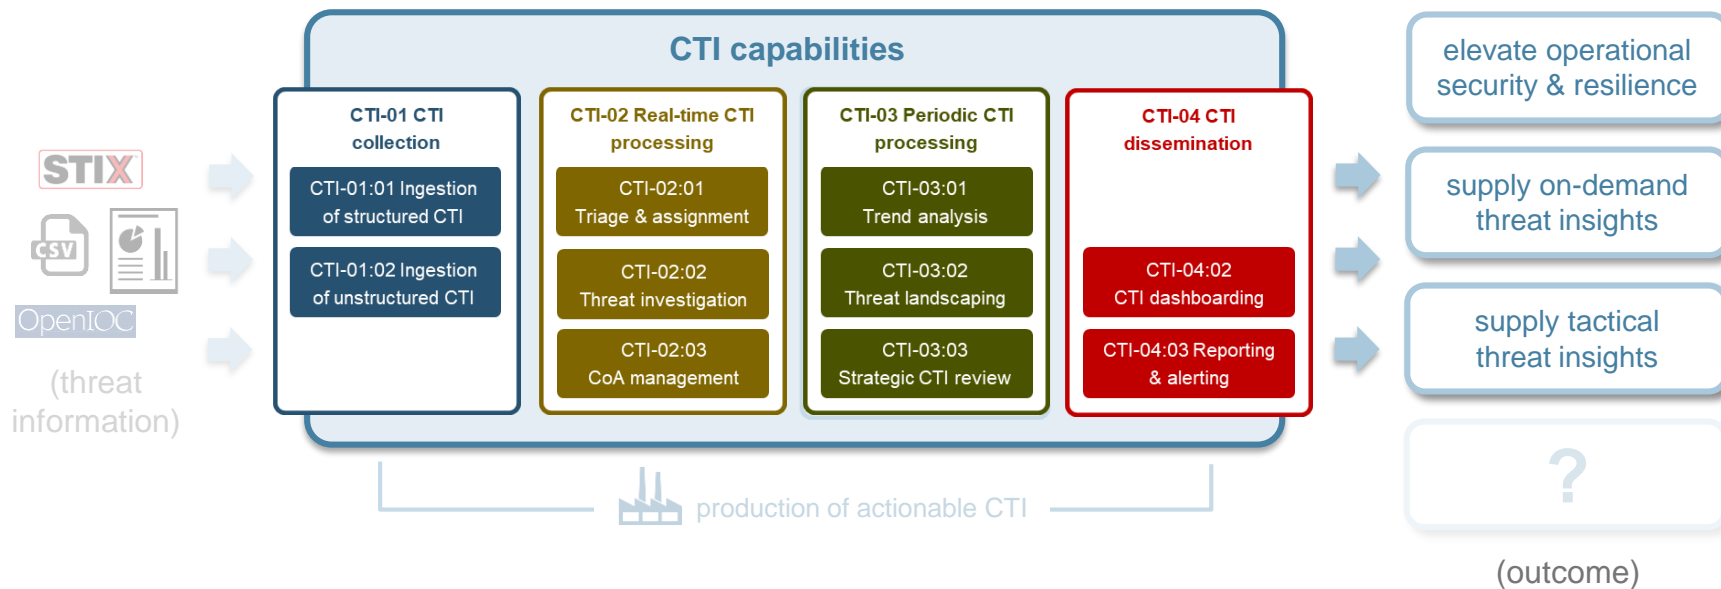 CTI capabilities
STIX
CSV
OpenIOC
(threat
information)
CTI-01 CTI
collection
CTI-01:01 Ingestion
of structured CTI
CTI-01:02 Ingestion
of unstructured CTI
CTI-02 Real-time CTI
processing
CTI-02:01
Triage & assignment
CTI-02:02
Threat investigation
CTI-02:03
CoA management
CTI-03 Periodic CTI
processing
CTI-03:01
Trend analysis
CTI-03:02
Threat landscaping
CTI-03:03
Strategic CTI review
CTI-04 CTI
dissemination
CTI-04:02
CTI dashboarding
CTI-04:03 Reporting
& alerting
production of actionable CTI
elevate operational
security & resilience
supply on-demand
threat insights
supply tactical
threat insights
?
(outcome)